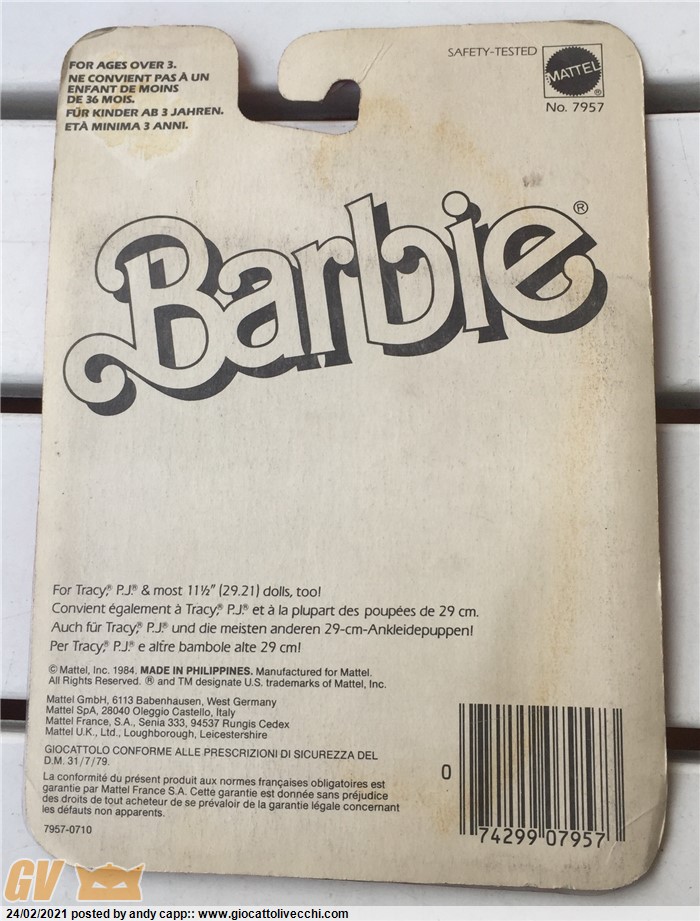 FOR AGES OVER 3.
NE CONVIENT PAS À UN
ENFANT DE MOINS
DE 36 MOIS.
FÜR KINDER AB 3 JAHREN.
ETÀ MINIMA 3 ANNI.
SAFETY-TESTED
MATTEL
®
No. 7957
Barbie®
For Tracy,® P.J.® & most 11½" (29.21) dolls, too!
Convient également à Tracy,® P.J.® et à la plupart des poupées de 29 cm.
Auch für Tracy,® P.J.® und die meisten anderen 29-cm-Ankleidepuppen!
Per Tracy,® P.J.® e altre bambole alte 29 cm!
© Mattel, Inc. 1984. MADE IN PHILIPPINES. Manufactured for Mattel.
All Rights Reserved. ® and TM designate U.S. trademarks of Mattel, Inc.
Mattel GmbH, 6113 Babenhausen, West Germany
Mattel SpA, 28040 Oleggio Castello, Italy
Mattel France, S.A., Senia 333, 94537 Rungis Cedex
Mattel U.K., Ltd., Loughborough, Leicestershire
GIOCATTOLO CONFORME ALLE PRESCRIZIONI DI SICUREZZA DEL
D.M. 31/7/79.
La conformité du présent produit aux normes françaises obligatoires est
garantie par Mattel France S.A. Cette garantie est donnée sans préjudice
des droits de tout acheteur de se prévaloir de la garantie légale concernant
les défauts non apparents.
7957-0710
0 74299 07957
GV
24/02/2021 posted by andy capp:: www.giocattolivecchi.com